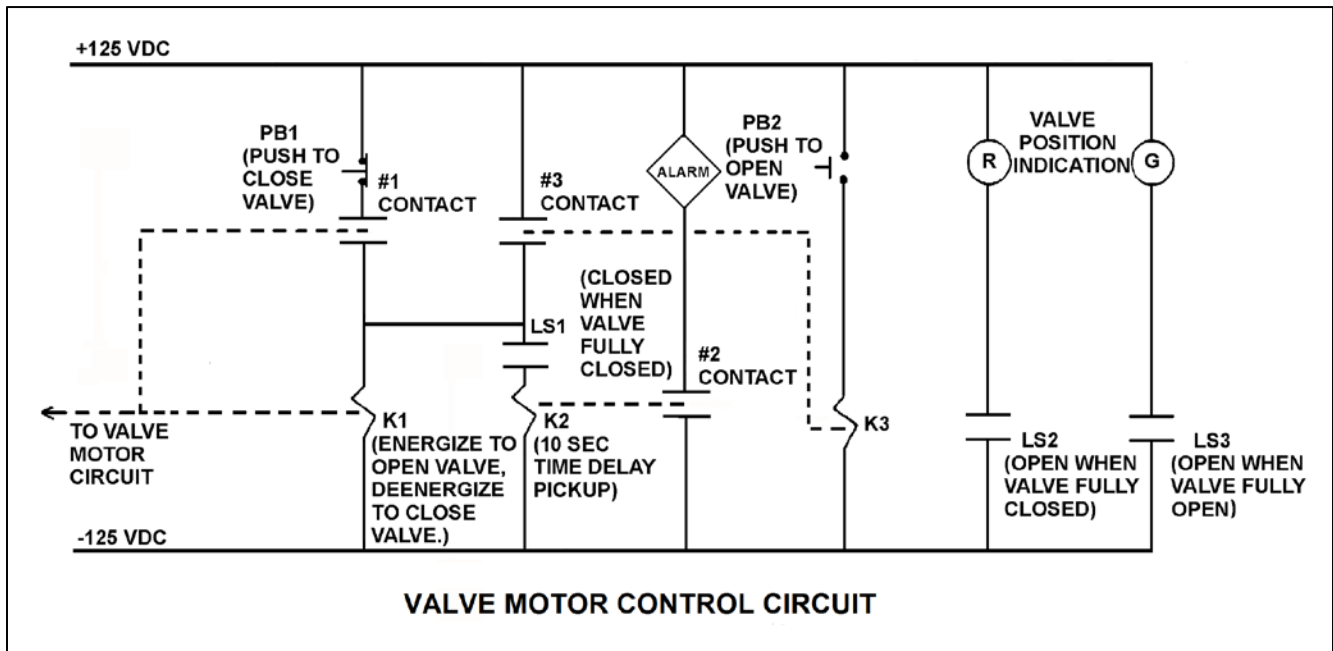 +125 VDC
PB1
(PUSH TO
CLOSE
VALVE)
#1
CONTACT
#3
CONTACT
ALARM
PB2
(PUSH TO
OPEN
VALVE)
R
VALVE
POSITION
INDICATION
G
(CLOSED
WHEN
VALVE
FULLY
CLOSED)
LS1
#2
CONTACT
TO VALVE
MOTOR
CIRCUIT
K1
(ENERGIZE TO
OPEN VALVE,
DEENERGIZE
TO CLOSE
VALVE.)
K2
(10 SEC
TIME DELAY
PICKUP)
K3
LS2
(OPEN WHEN
VALVE FULLY
CLOSED)
LS3
(OPEN WHEN
VALVE FULLY
OPEN)
-125 VDC
VALVE MOTOR CONTROL CIRCUIT